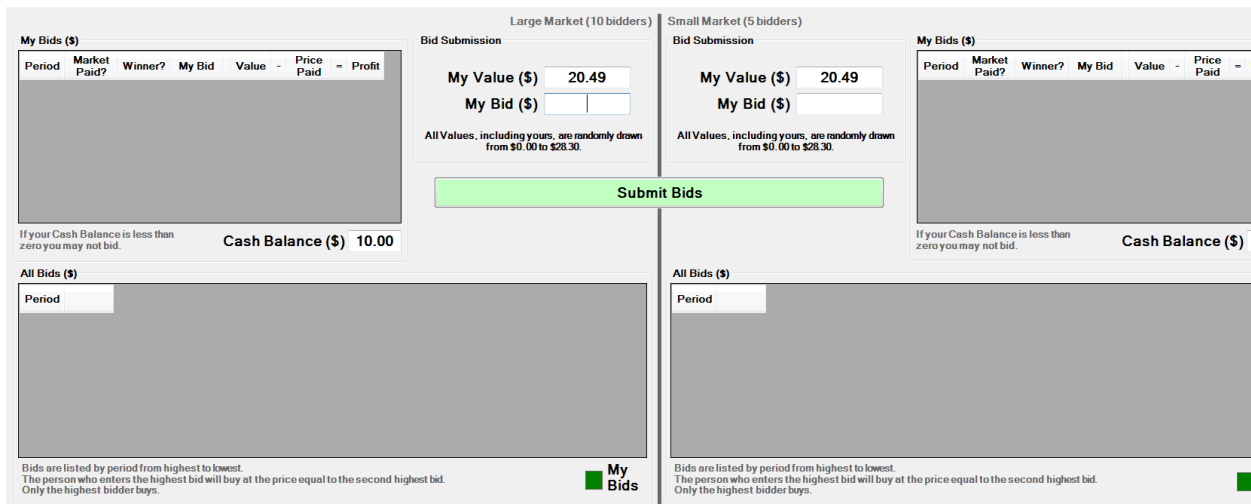 Large Market (10 bidders) Small Market (5 bidders)
My Bids ($)
Period Market Paid? Winner? My Bid Value - Price Paid = Profit
Bid Submission
My Value ($) 20.49
My Bid ($)
All Values, including yours, are randomly drawn
from $0.00 to $28.30.
Bid Submission
My Value ($) 20.49
My Bid ($)
All Values, including yours, are randomly drawn
from $0.00 to $28.30.
My Bids ($)
Period Market Paid? Winner? My Bid Value - Price Paid =
Submit Bids
If your Cash Balance is less than
zero you may not bid.
Cash Balance ($) 10.00
If your Cash Balance is less than
zero you may not bid.
Cash Balance ($)
All Bids ($)
Period
All Bids ($)
Period
Bids are listed by period from highest to lowest.
The person who enters the highest bid will buy at the price equal to the second highest bid.
Only the highest bidder buys.
My
Bids
Bids are listed by period from highest to lowest.
The person who enters the highest bid will buy at the price equal to the second highest bid.
Only the highest bidder buys.